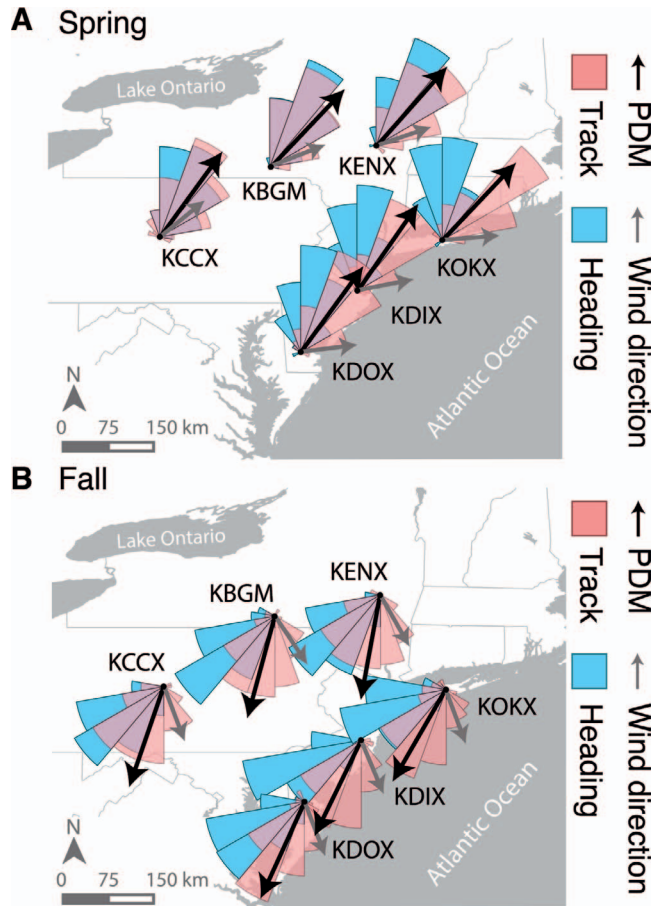 A Spring
Lake Ontario
KENX
KBGM
KCCX
KOKX
KDIX
KDOX
Atlantic Ocean
N
0 75 150 km
PDM
Track
Wind direction
Heading
B Fall
Lake Ontario
KENX
KBGM
KCCX
KOKX
KDIX
KDOX
Atlantic Ocean
N
0 75 150 km
PDM
Track
Wind direction
Heading